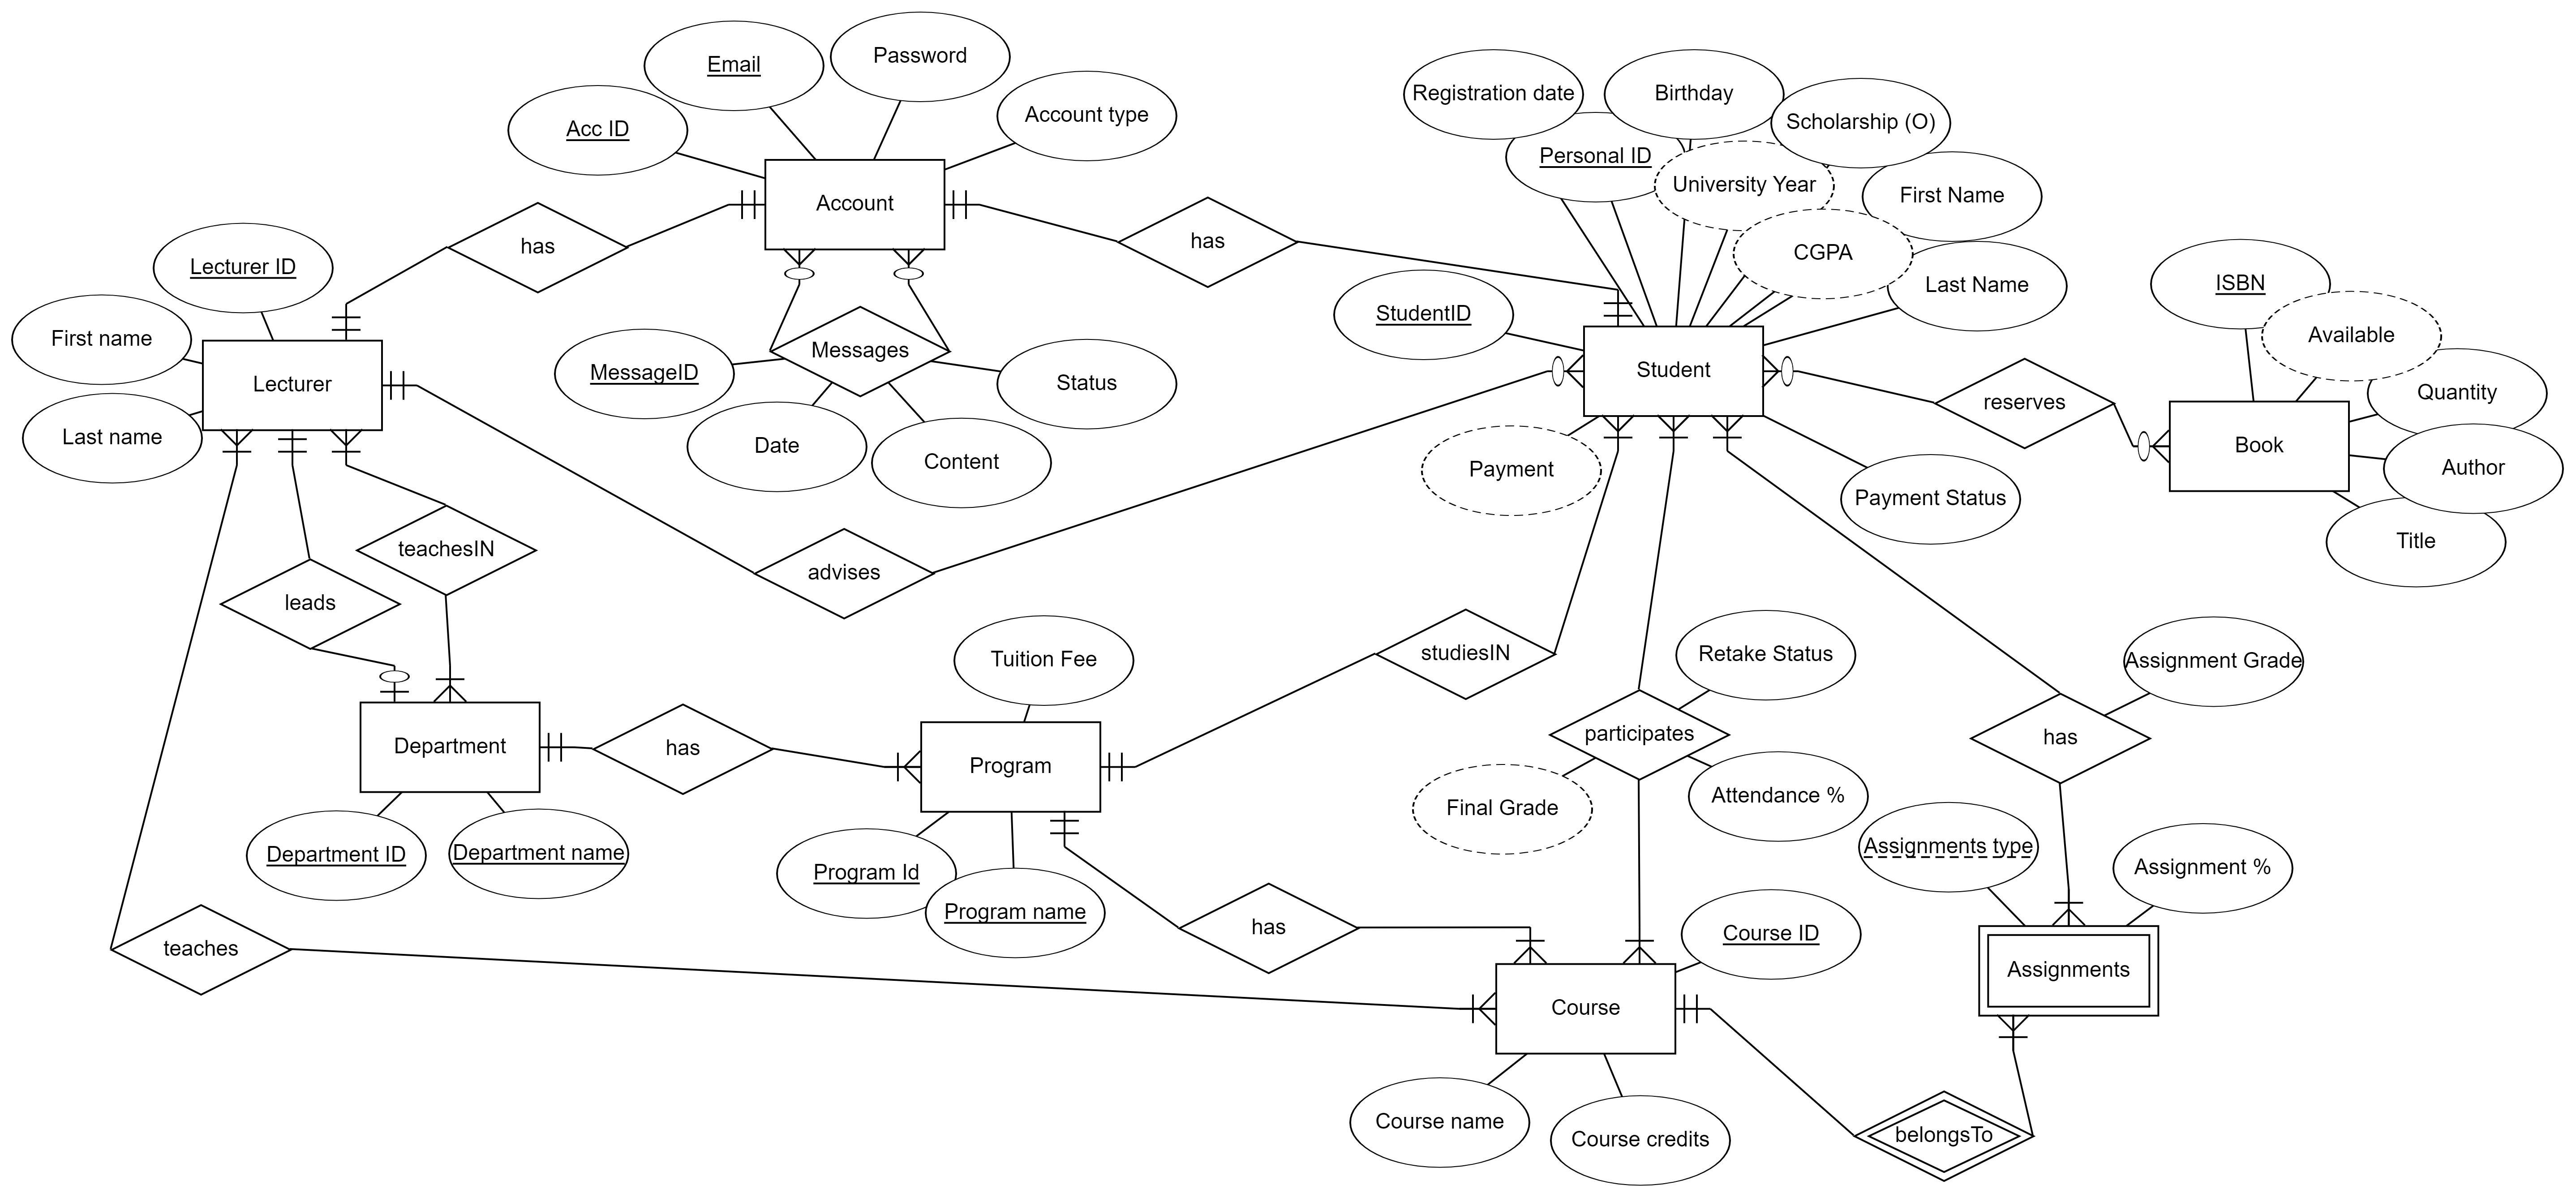 Email
Password
Acc ID
Account type
Account
has
has
Registration date
Birthday
Scholarship (O)
Personal ID
University Year
First Name
CGPA
Last Name
StudentID
Student
Lecturer ID
First name
Last name
Lecturer
Messages
MessageID
Status
Date
Content
ISBN
Available
Quantity
Author
Title
Book
reserves
Payment
Payment Status
teachesIN
leads
advises
studiesIN
Tuition Fee
Retake Status
Assignment Grade
participates
has
Department
has
Program
Final Grade
Attendance %
Assignments type
Assignment %
Department ID
Department name
Program Id
Program name
has
Course ID
teaches
Assignments
Course
Course name
Course credits
belongsTo